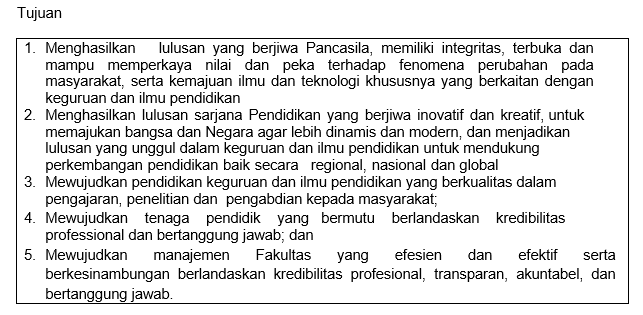 Tujuan
1. Menghasilkan lulusan yang berjiwa Pancasila, memiliki integritas, terbuka dan
mampu memperkaya nilai dan peka terhadap fenomena perubahan pada
masyarakat, serta kemajuan ilmu dan teknologi khususnya yang berkaitan dengan
keguruan dan ilmu pendidikan
2. Menghasilkan lulusan sarjana Pendidikan yang berjiwa inovatif dan kreatif, untuk
memajukan bangsa dan Negara agar lebih dinamis dan modern, dan menjadikan
lulusan yang unggul dalam keguruan dan ilmu pendidikan untuk mendukung
perkembangan pendidikan baik secara regional, nasional dan global
3. Mewujudkan pendidikan keguruan dan ilmu pendidikan yang berkualitas dalam
pengajaran, penelitian dan pengabdian kepada masyarakat;
4. Mewujudkan tenaga pendidik yang bermutu berlandaskan kredibilitas
professional dan bertanggung jawab; dan
5. Mewujudkan manajemen Fakultas yang efesien dan efektif serta
berkesinambungan berlandaskan kredibilitas profesional, transparan, akuntabel, dan
bertanggung jawab.